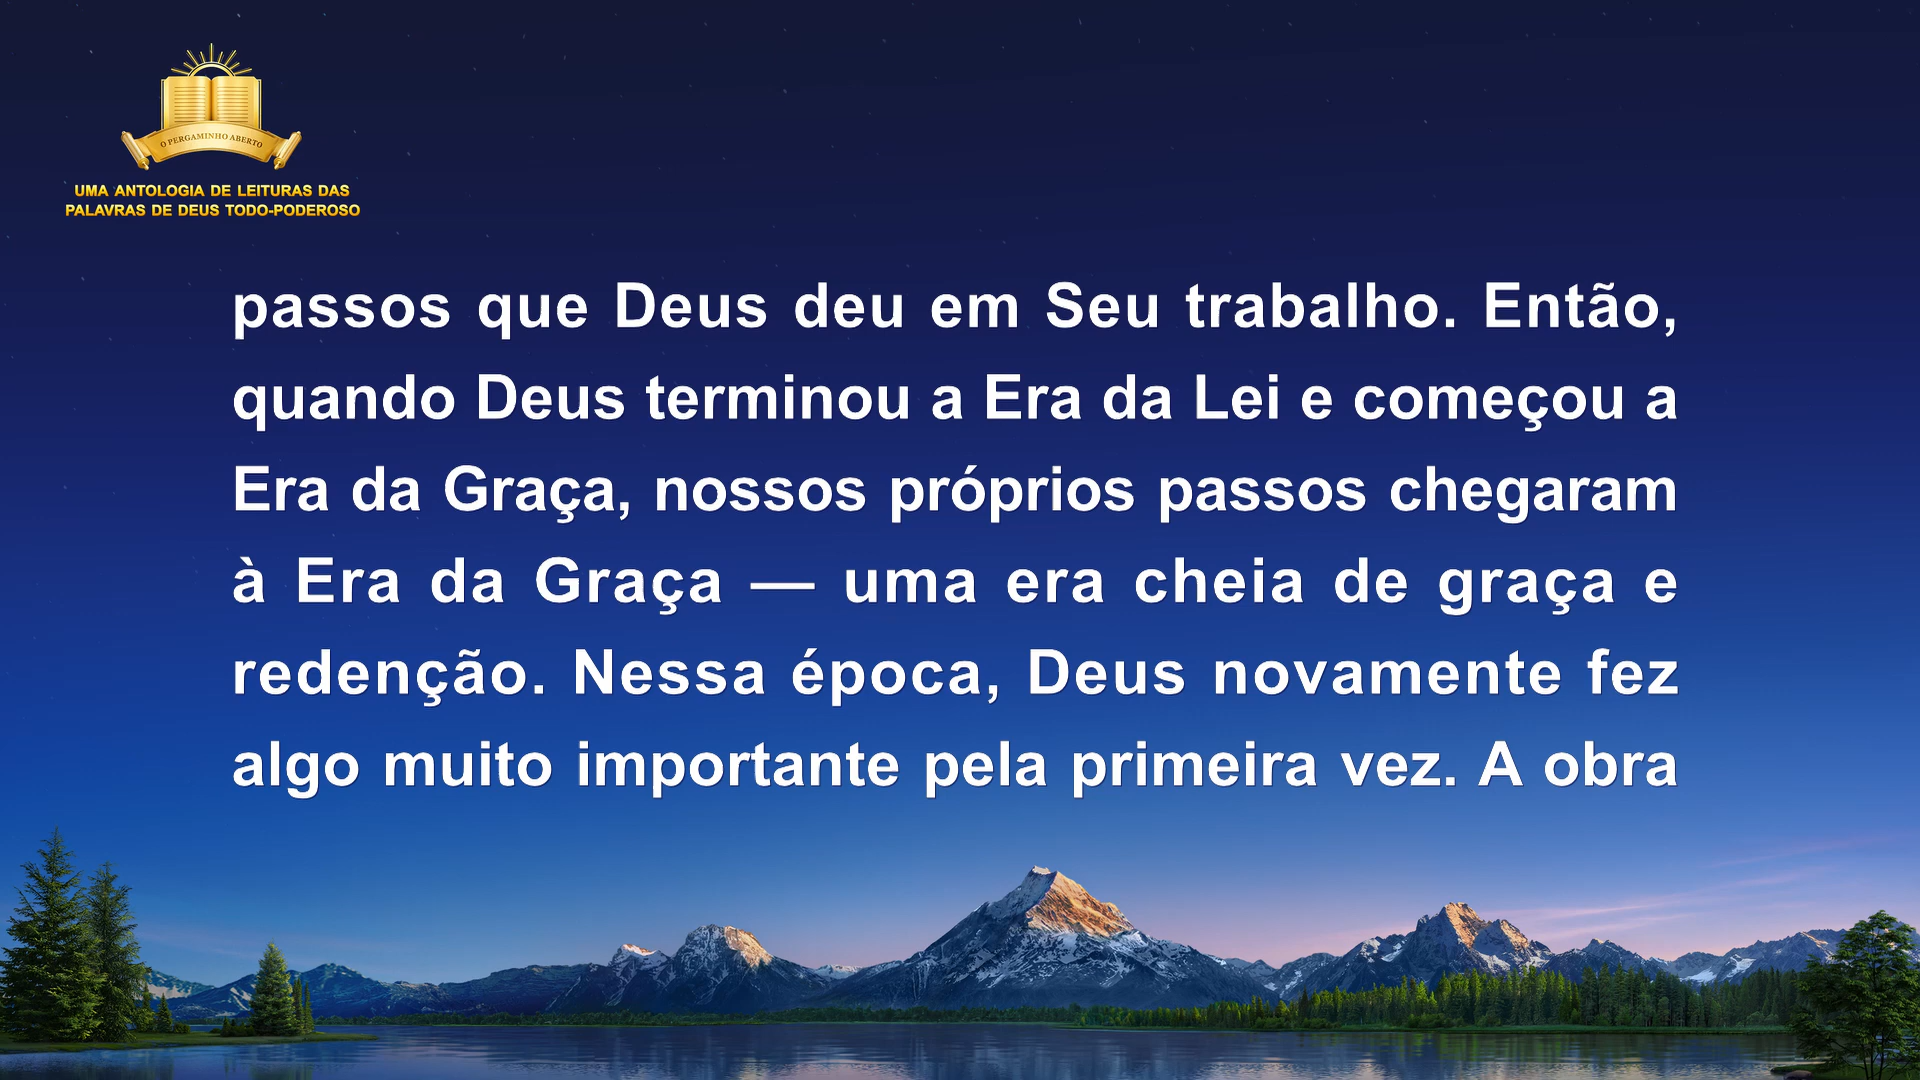 O PERGAMINHO ABERTO
UMA ANTOLOGIA DE LEITURAS DAS
PALAVRAS DE DEUS TODO-PODEROSO
passos que Deus deu em Seu trabalho. Então,
quando Deus terminou a Era da Lei e começou a
Era da Graça, nossos próprios passos chegaram
à Era da Graça — uma era cheia de graça e
redenção. Nessa época, Deus novamente fez
algo muito importante pela primeira vez. A obra